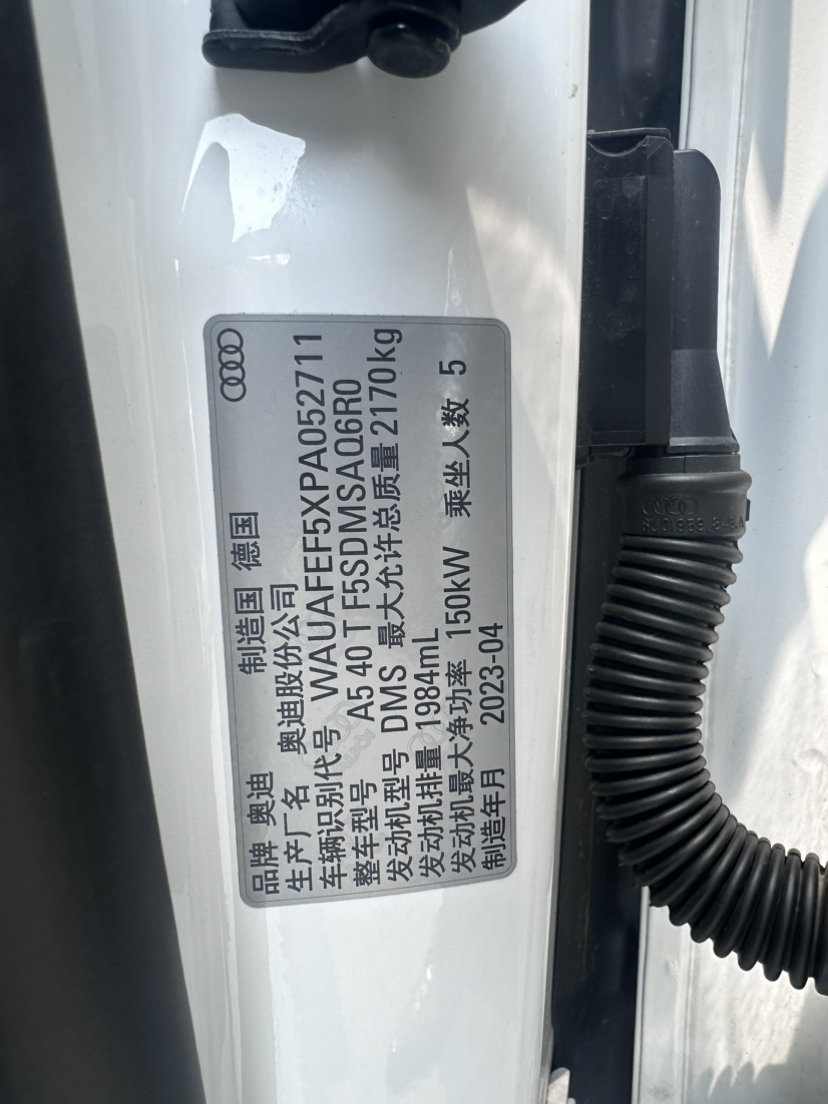 品牌 奥迪 制造国 德国
生产厂名 奥迪股份公司
车辆识别代号 WAUAFEF5XPA052711
整车型号 A5 40 T F5SDMSAQ6R0
发动机型号 DMS 最大允许总质量 2170kg
发动机排量 1984mL
发动机最大净功率 150kW 乘坐人数 5
制造年月 2023-04